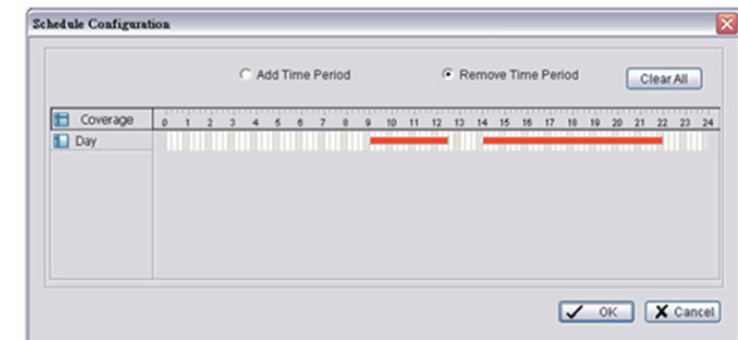 Schedule Configuration
Add Time Period Remove Time Period Clear All
Coverage 0 1 2 3 4 5 6 7 8 9 10 11 12 13 14 15 16 17 18 19 20 21 22 23 24
Day
OK Cancel